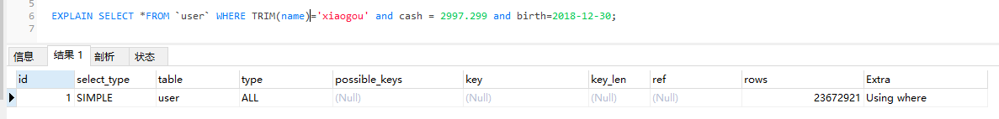 5
6 EXPLAIN SELECT *FROM `user` WHERE TRIM(name)='xiaogou' and cash = 2997.299 and birth=2018-12-30;
7
信息 结果 1 剖析 状态
id select_type table type possible_keys key key_len ref rows Extra
1 SIMPLE user ALL (Null) (Null) (Null) (Null) 23672921 Using where